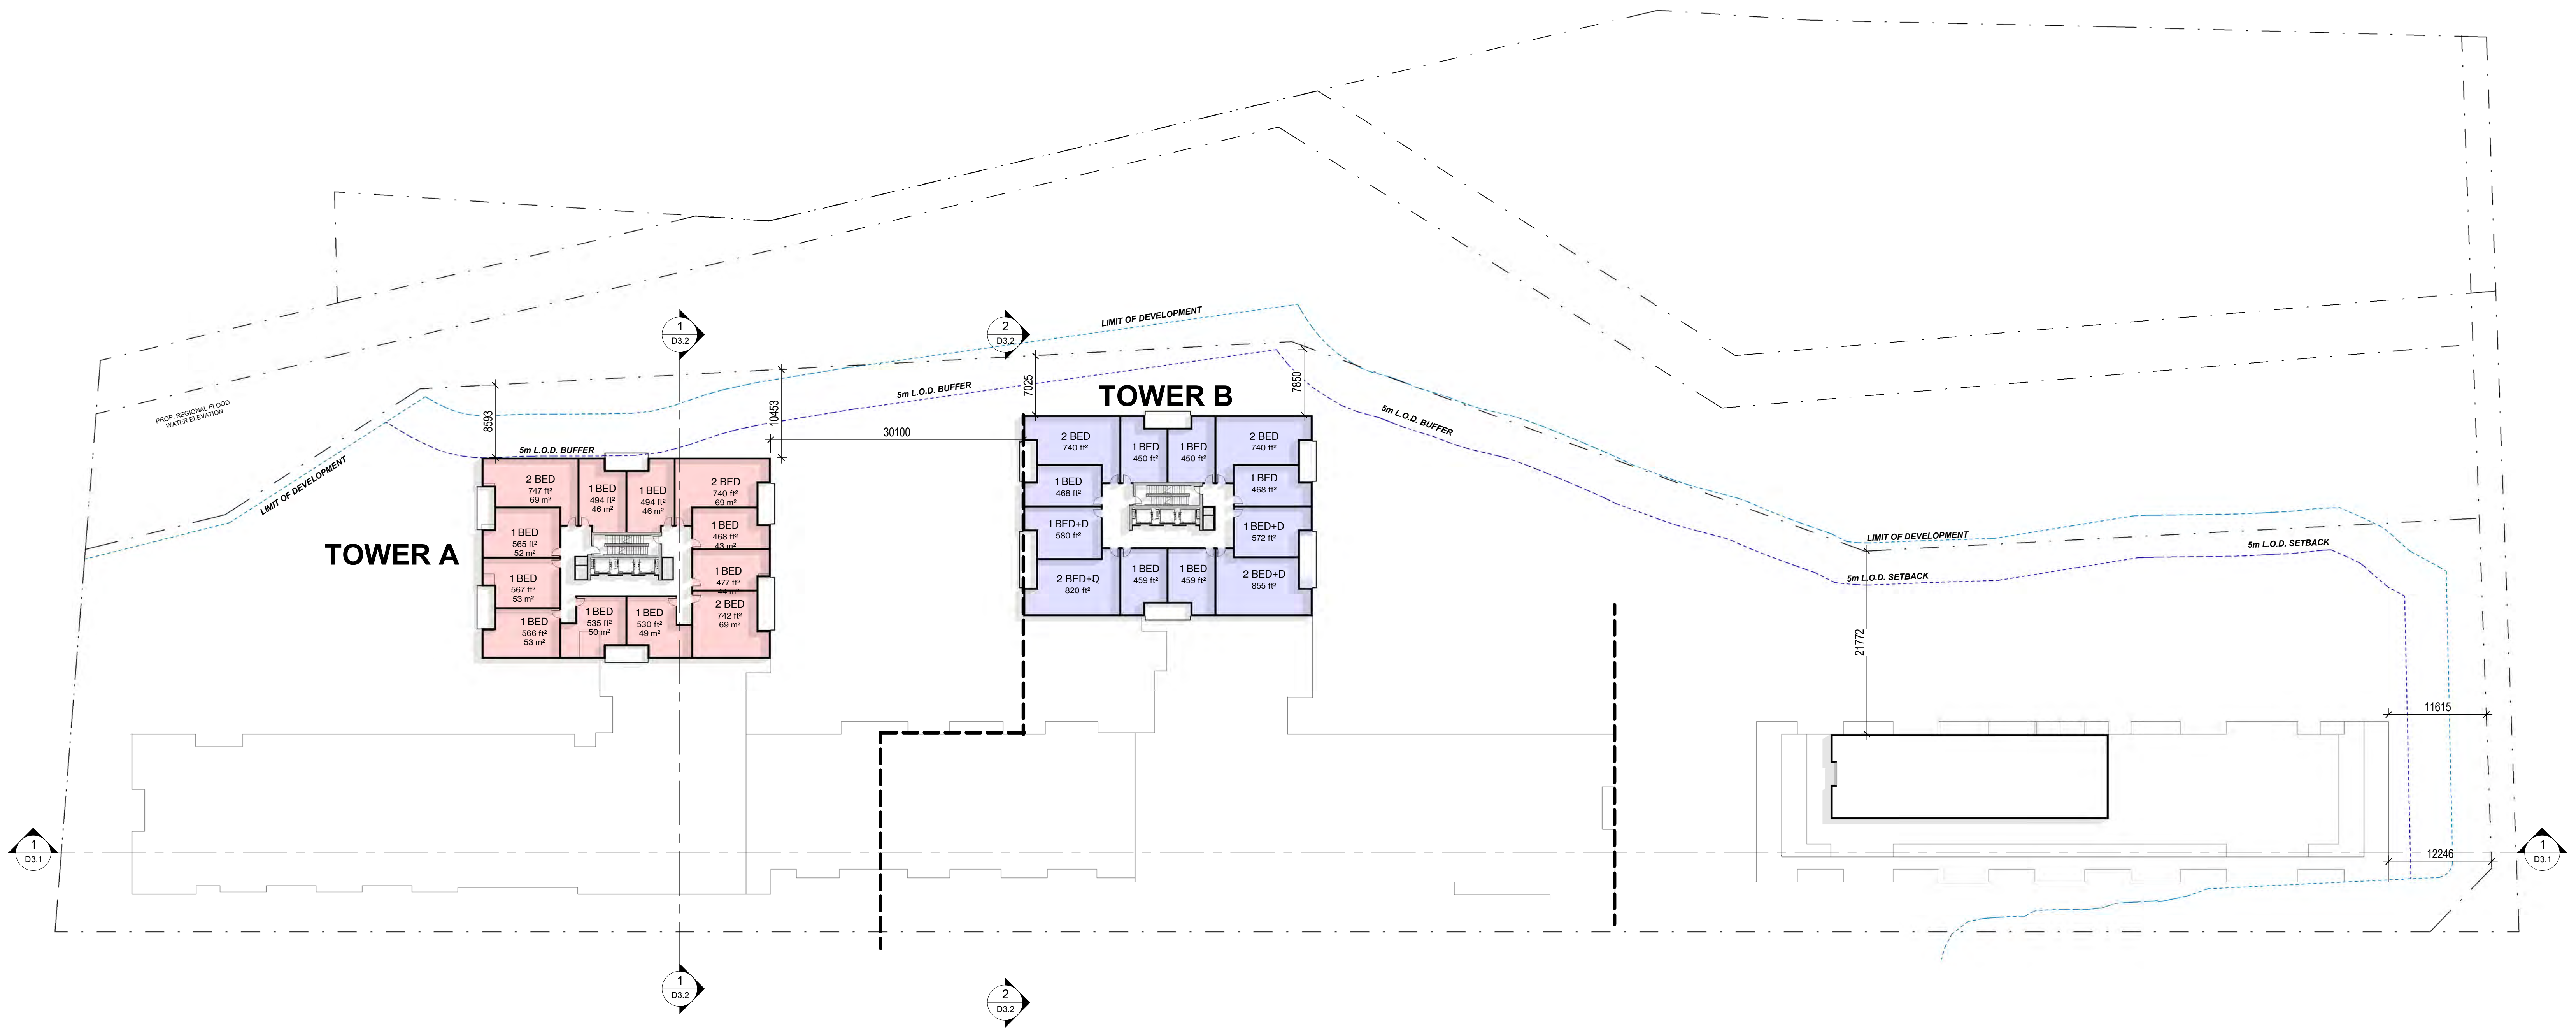 1
D3.2
2
D3.2
LIMIT OF DEVELOPMENT
7025
7850
TOWER B
5m L.O.D. BUFFER
8593
10453
PROP. REGIONAL FLOOD
WATER ELEVATION
LIMIT OF DEVELOPMENT
5m L.O.D. BUFFER
30100
5m L.O.D. BUFFER
TOWER A
2 BED
747 ft²
69 m²
1 BED
494 ft²
46 m²
1 BED
494 ft²
46 m²
2 BED
740 ft²
69 m²
1 BED
565 ft²
52 m²
1 BED
468 ft²
43 m²
1 BED
567 ft²
53 m²
1 BED
477 ft²
44 m²
1 BED
566 ft²
53 m²
1 BED
535 ft²
50 m²
1 BED
530 ft²
49 m²
2 BED
742 ft²
69 m²
2 BED
740 ft²
1 BED
450 ft²
1 BED
450 ft²
2 BED
740 ft²
1 BED
468 ft²
1 BED
468 ft²
1 BED+D
580 ft²
1 BED+D
572 ft²
2 BED+D
820 ft²
1 BED
459 ft²
1 BED
459 ft²
2 BED+D
855 ft²
LIMIT OF DEVELOPMENT
5m L.O.D. SETBACK
5m L.O.D. SETBACK
21772
11615
12246
1
D3.1
1
D3.1
1
D3.2
2
D3.2